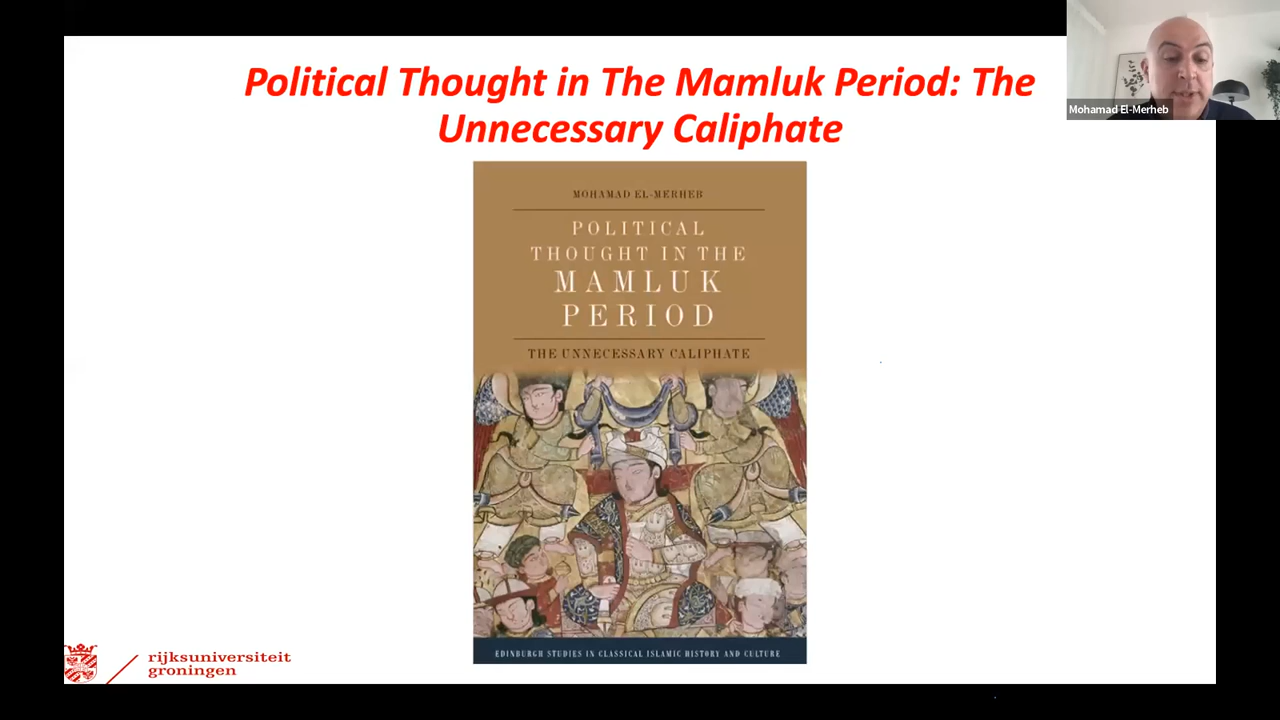 Political Thought in The Mamluk Period: The
Unnecessary Caliphate
Mohamad El-Merheb
MOHAMAD EL-MERHEB
POLITICAL
THOUGHT IN THE
MAMLUK
PERIOD
THE UNNECESSARY CALIPHATE
EDINBURGH STUDIES IN CLASSICAL ISLAMIC HISTORY AND CULTURE
rijksuniversiteit
groningen